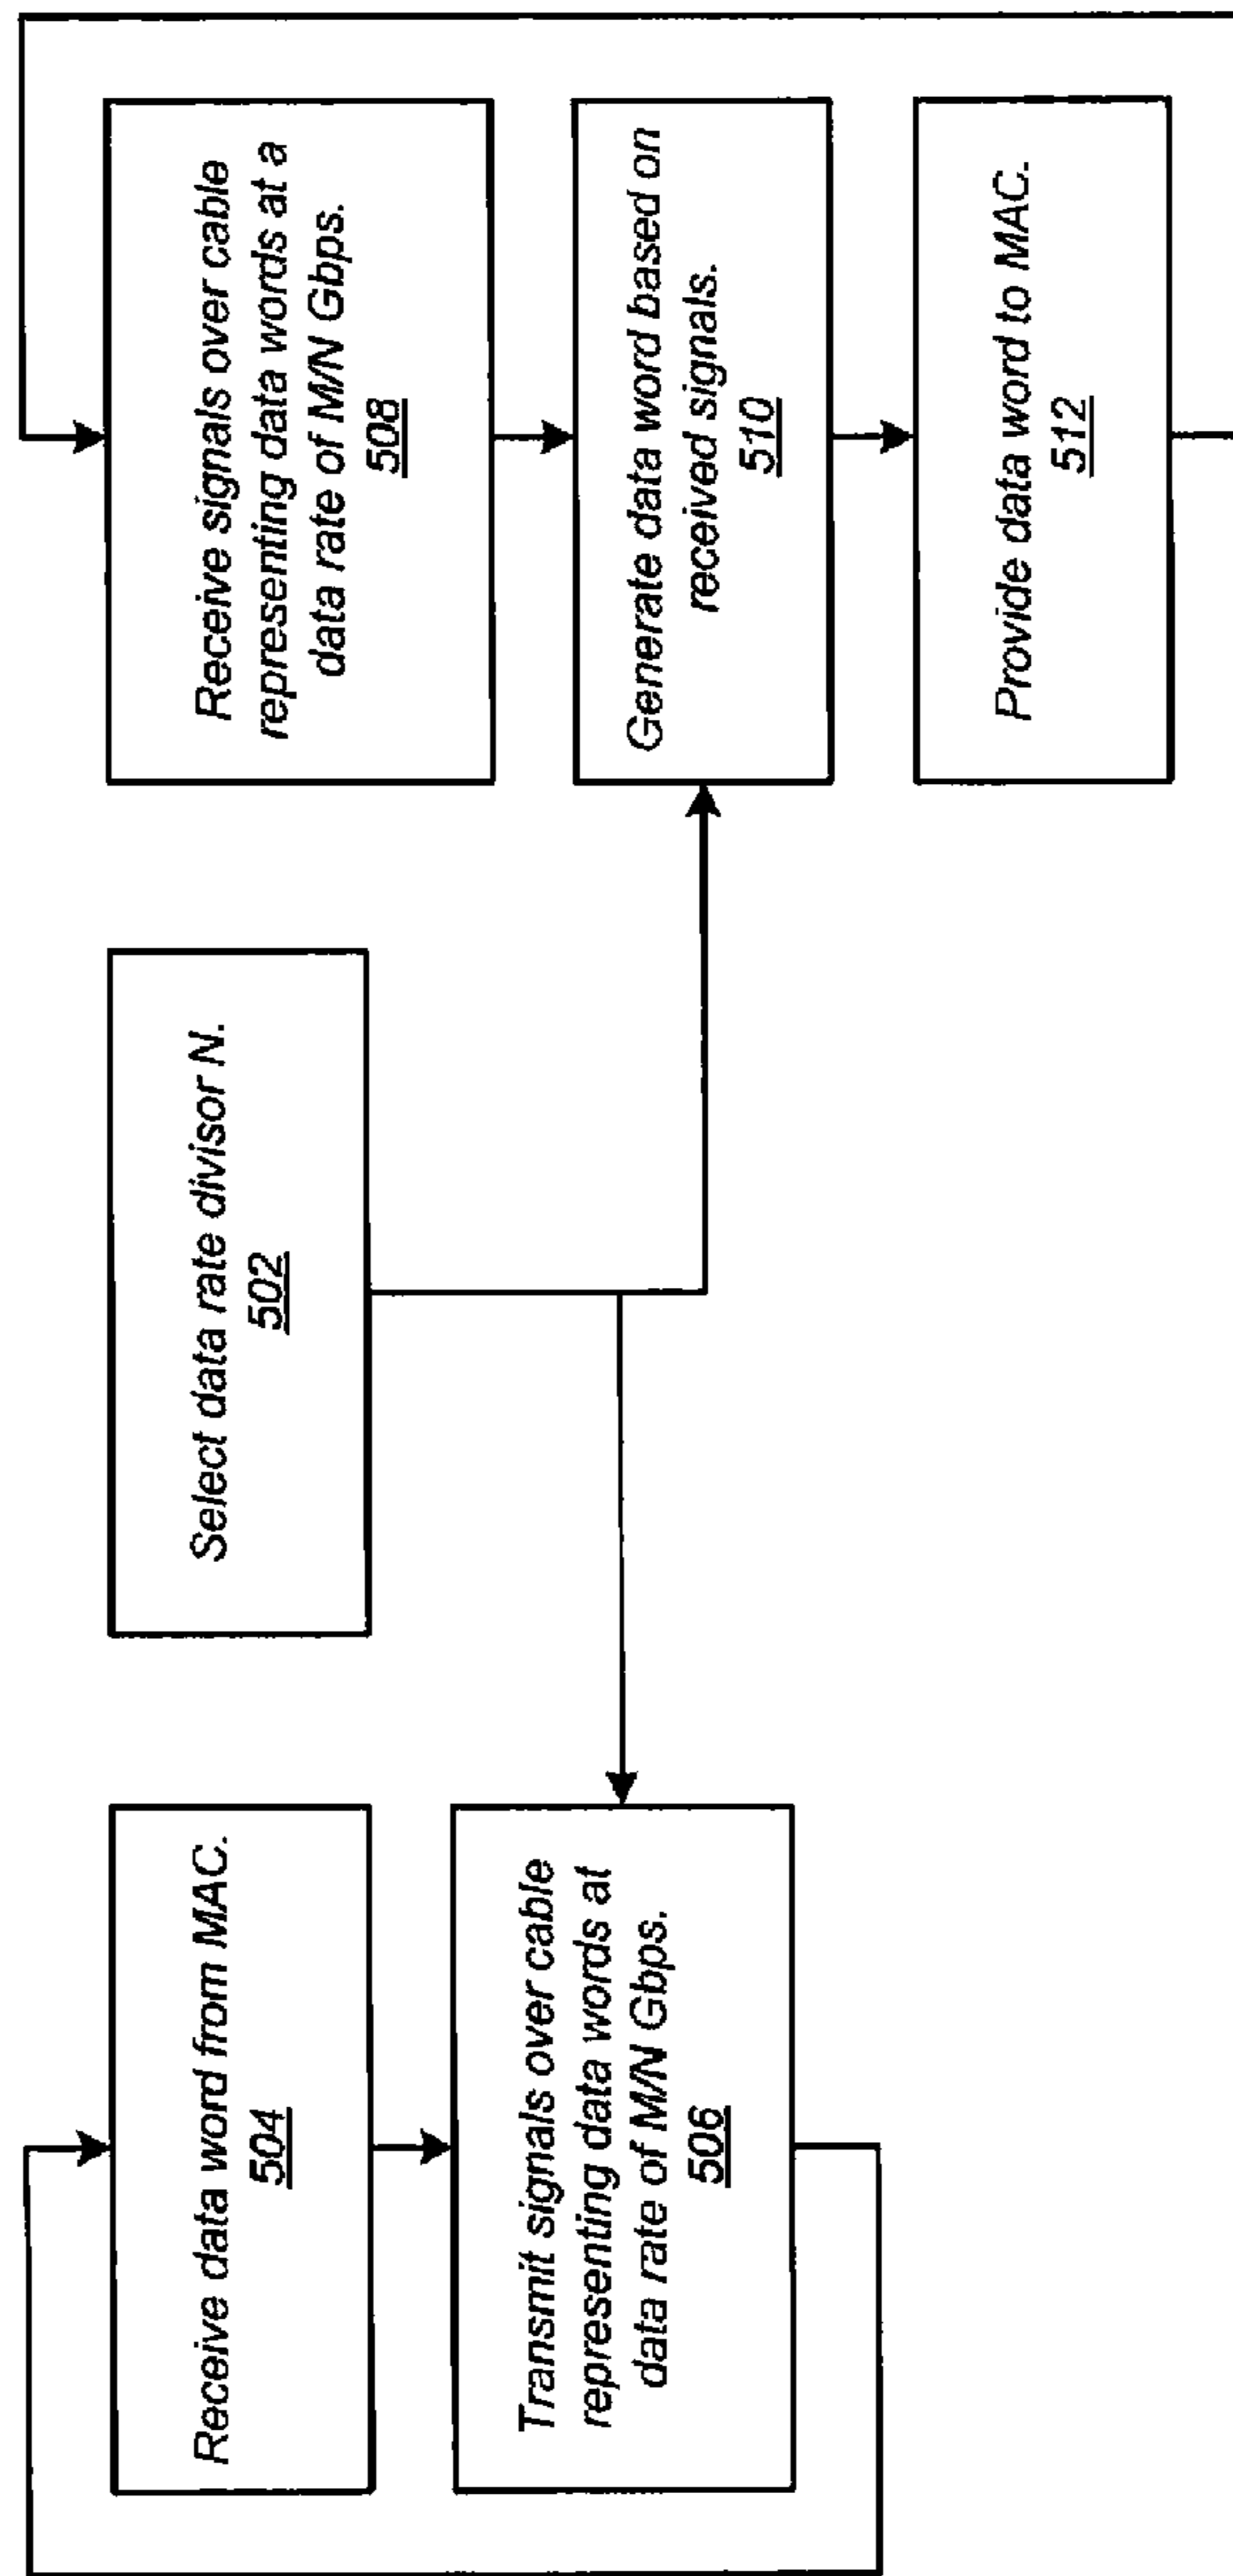 Select data rate divisor N.
502
Receive data word from MAC.
504
Transmit signals over cable
representing data words at
data rate of M/N Gbps.
506
Receive signals over cable
representing data words at a
data rate of M/N Gbps.
508
Generate data word based on
received signals.
510
Provide data word to MAC.
512